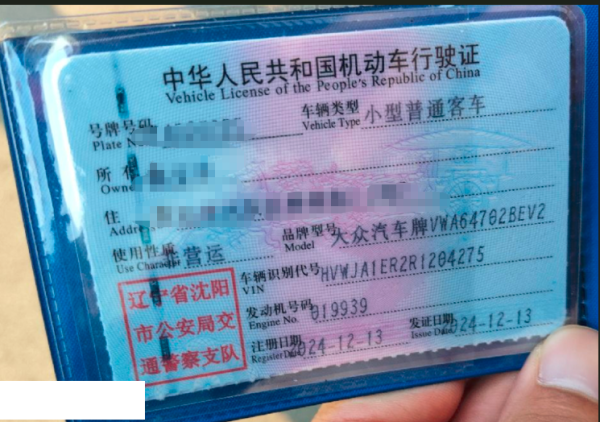 中华人民共和国机动车行驶证
Vehicle License of the People's Republic of China
号牌号码
Plate No.
车辆类型 小型普通客车
Vehicle Type
所
Owne
住
Address
使用性质 营运
Use Character
品牌型号 大众汽车牌VWA64702BEV2
Model
车辆识别代号 HVWJA1ER2R1204275
VIN
发动机号码 019939
Engine No.
注册日期 2024-12-13
Register Date
发证日期 2024-12-13
Issue Date
辽宁省沈阳
市公安局交
通警察支队